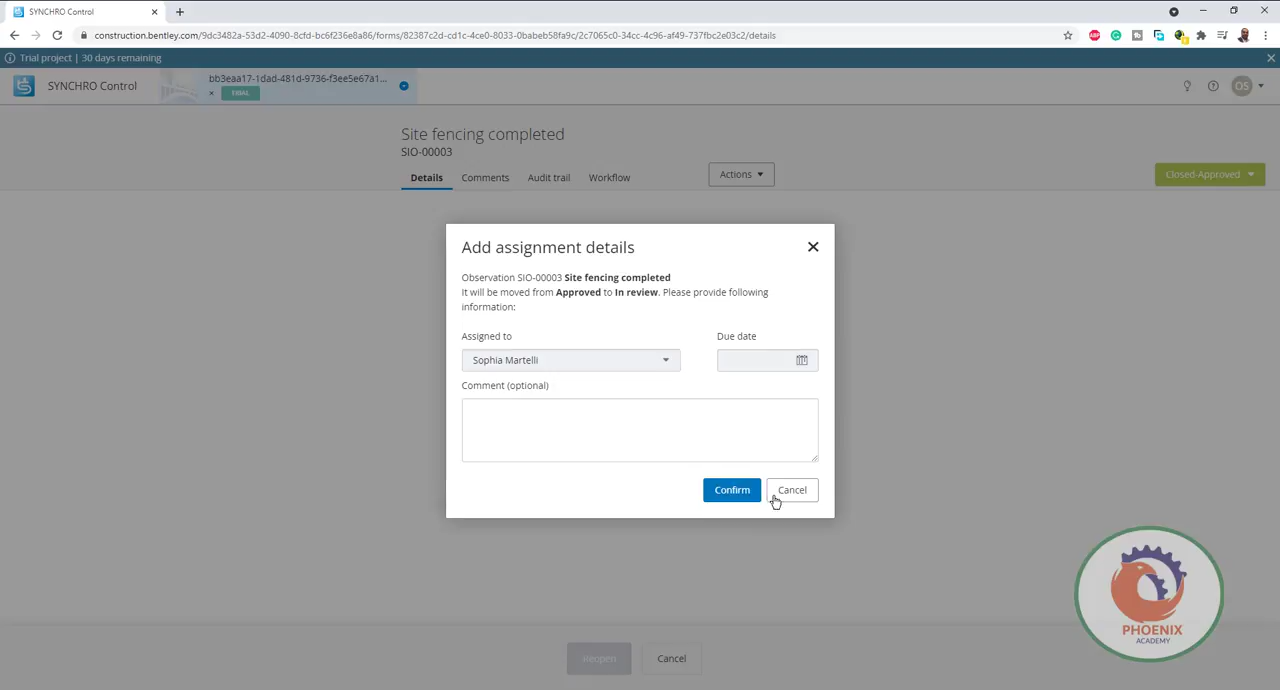 SYNCHRO Control
construction.bentley.com/9dc3482a-53d2-4090-8cfd-bc6f236e8a86/forms/82387c2d-cd1c-4c6b-8033-0babeb58fa9c/2c7065c0-34cc-4c96-af49-737fbc2e03c2/details
Trial project | 30 days remaining
SYNCHRO Control
bb3eaa17-1dad-481d-9736-f3ee5e67a1...
TRIAL
OS
Site fencing completed
SIO-00003
Details Comments Audit trail Workflow Actions
Closed-Approved
Add assignment details
Observation SIO-00003 Site fencing completed
It will be moved from Approved to In review. Please provide following
information:
Assigned to Due date
Sophia Martelli
Comment (optional)
Confirm Cancel
Reopen Cancel
PHOENIX
ACADEMY